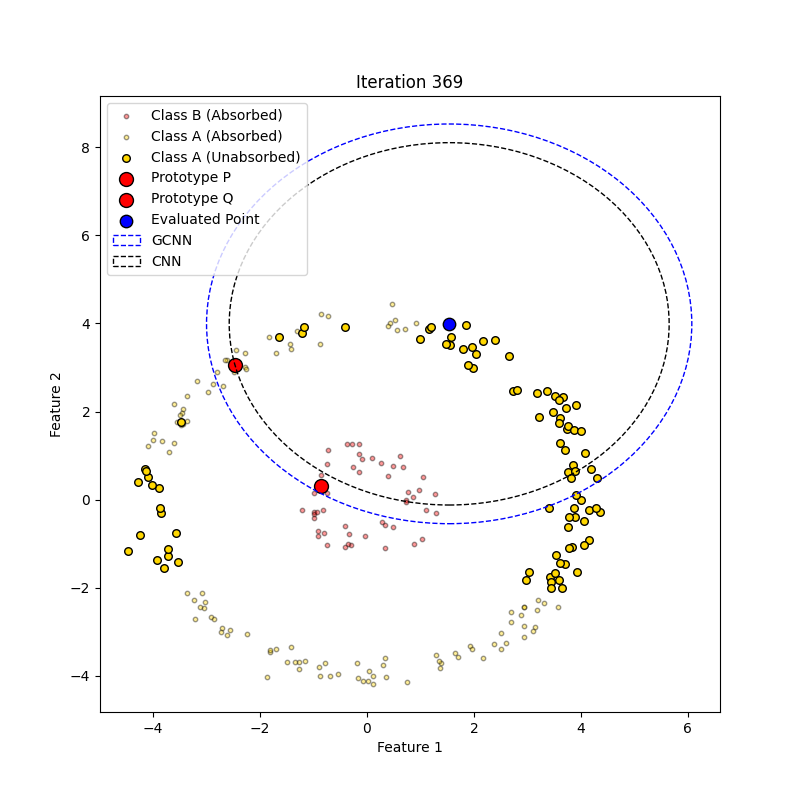 Iteration 369
Class B (Absorbed)
Class A (Absorbed)
Class A (Unabsorbed)
Prototype P
Prototype Q
Evaluated Point
GCNN
CNN
8
6
4
2
0
−2
−4
Feature 2
−4
−2
0
2
4
6
Feature 1